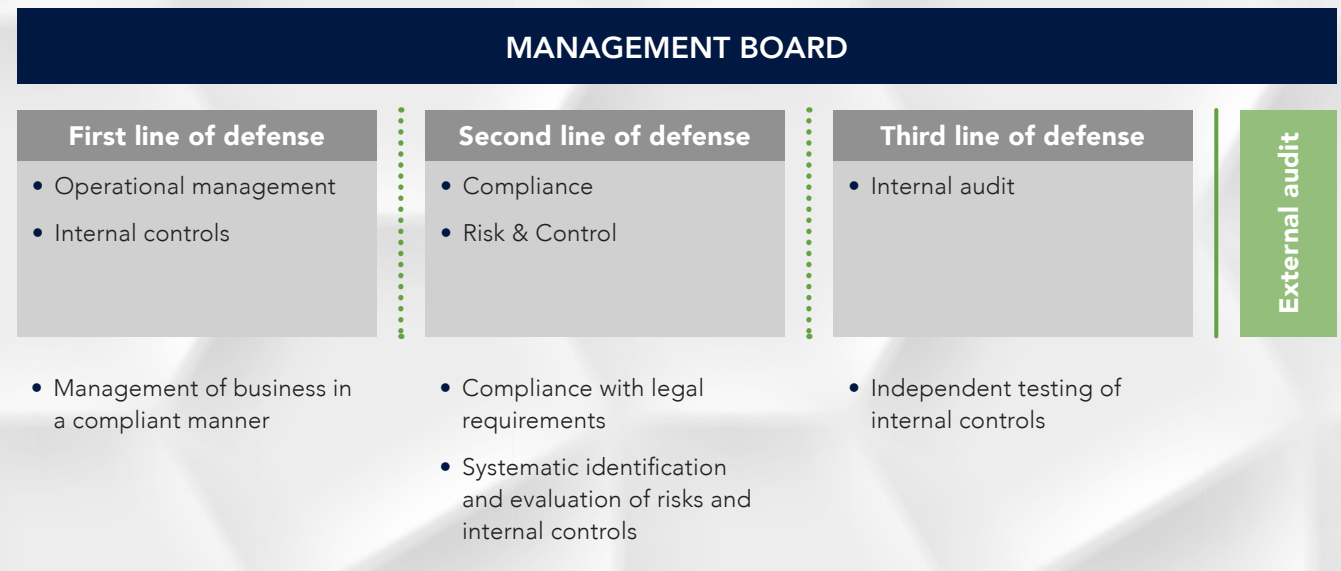 MANAGEMENT BOARD
First line of defense
• Operational management
• Internal controls
• Management of business in
a compliant manner
Second line of defense
• Compliance
• Risk & Control
• Compliance with legal
requirements
• Systematic identification
and evaluation of risks and
internal controls
Third line of defense
• Internal audit
• Independent testing of
internal controls
External audit